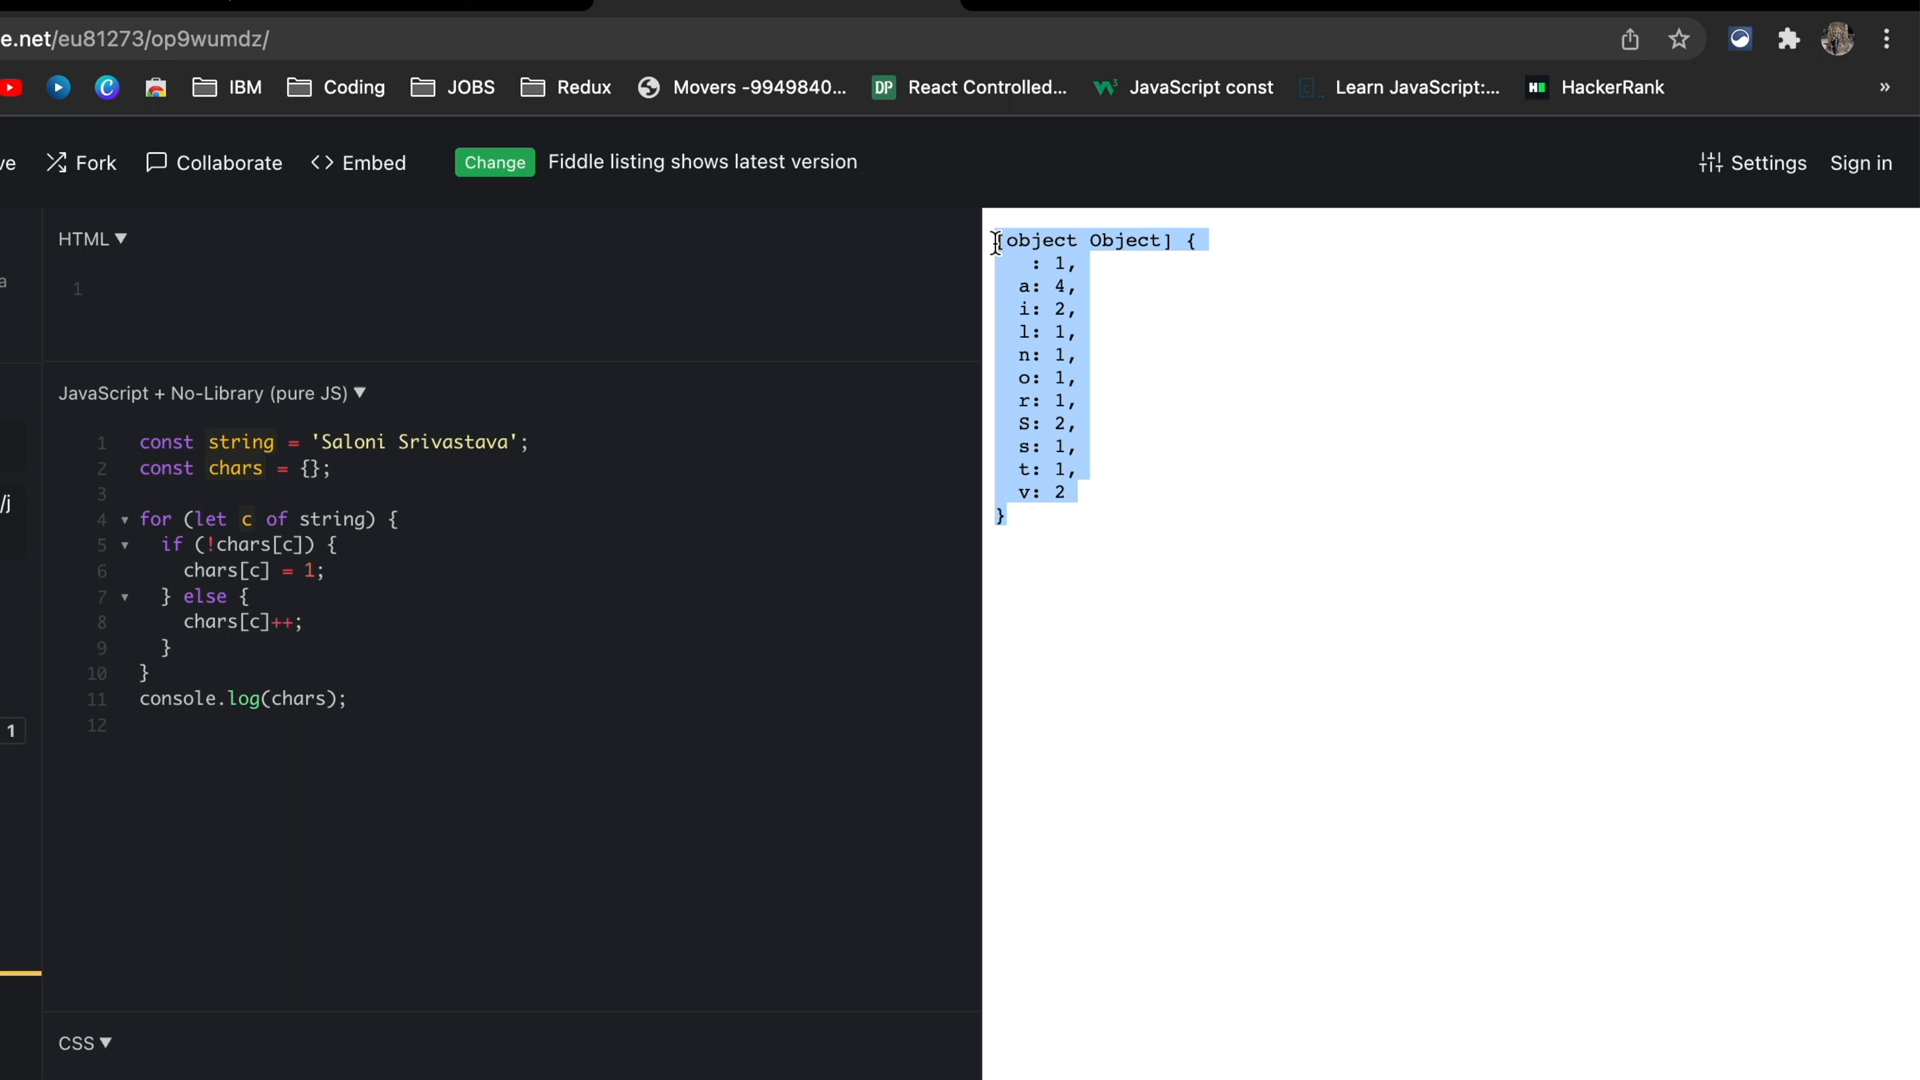 e.net/eu81273/op9wumdz/
IBM Coding JOBS Redux Movers -9949840... DP React Controlled... JavaScript const Learn JavaScript:... HackerRank »
ve Fork Collaborate <> Embed Change Fiddle listing shows latest version Settings Sign in
HTML ▼
1
JavaScript + No-Library (pure JS) ▼
1 const string = 'Saloni Srivastava';
2 const chars = {};
3
4 for (let c of string) {
5 if (!chars[c]) {
6 chars[c] = 1;
7 } else {
8 chars[c]++;
9 }
10 }
11 console.log(chars);
12
CSS ▼
a
/j
1
[object Object] {
: 1,
a: 4,
i: 2,
l: 1,
n: 1,
o: 1,
r: 1,
S: 2,
s: 1,
t: 1,
v: 2
}